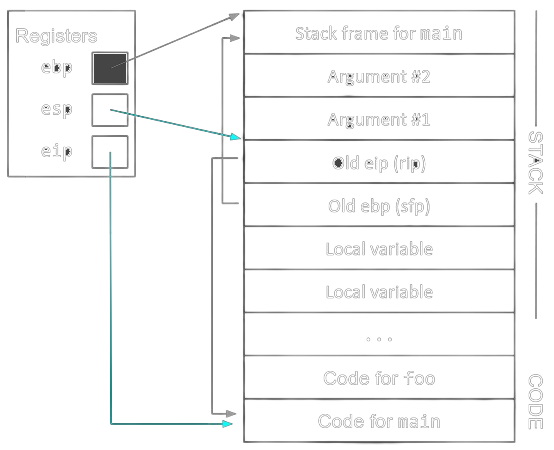 Registers
ebp
esp
eip
Stack frame for main
Argument #2
Argument #1
Old eip (rip)
Old ebp (sfp)
Local variable
Local variable
...
Code for foo
Code for main
STACK
CODE